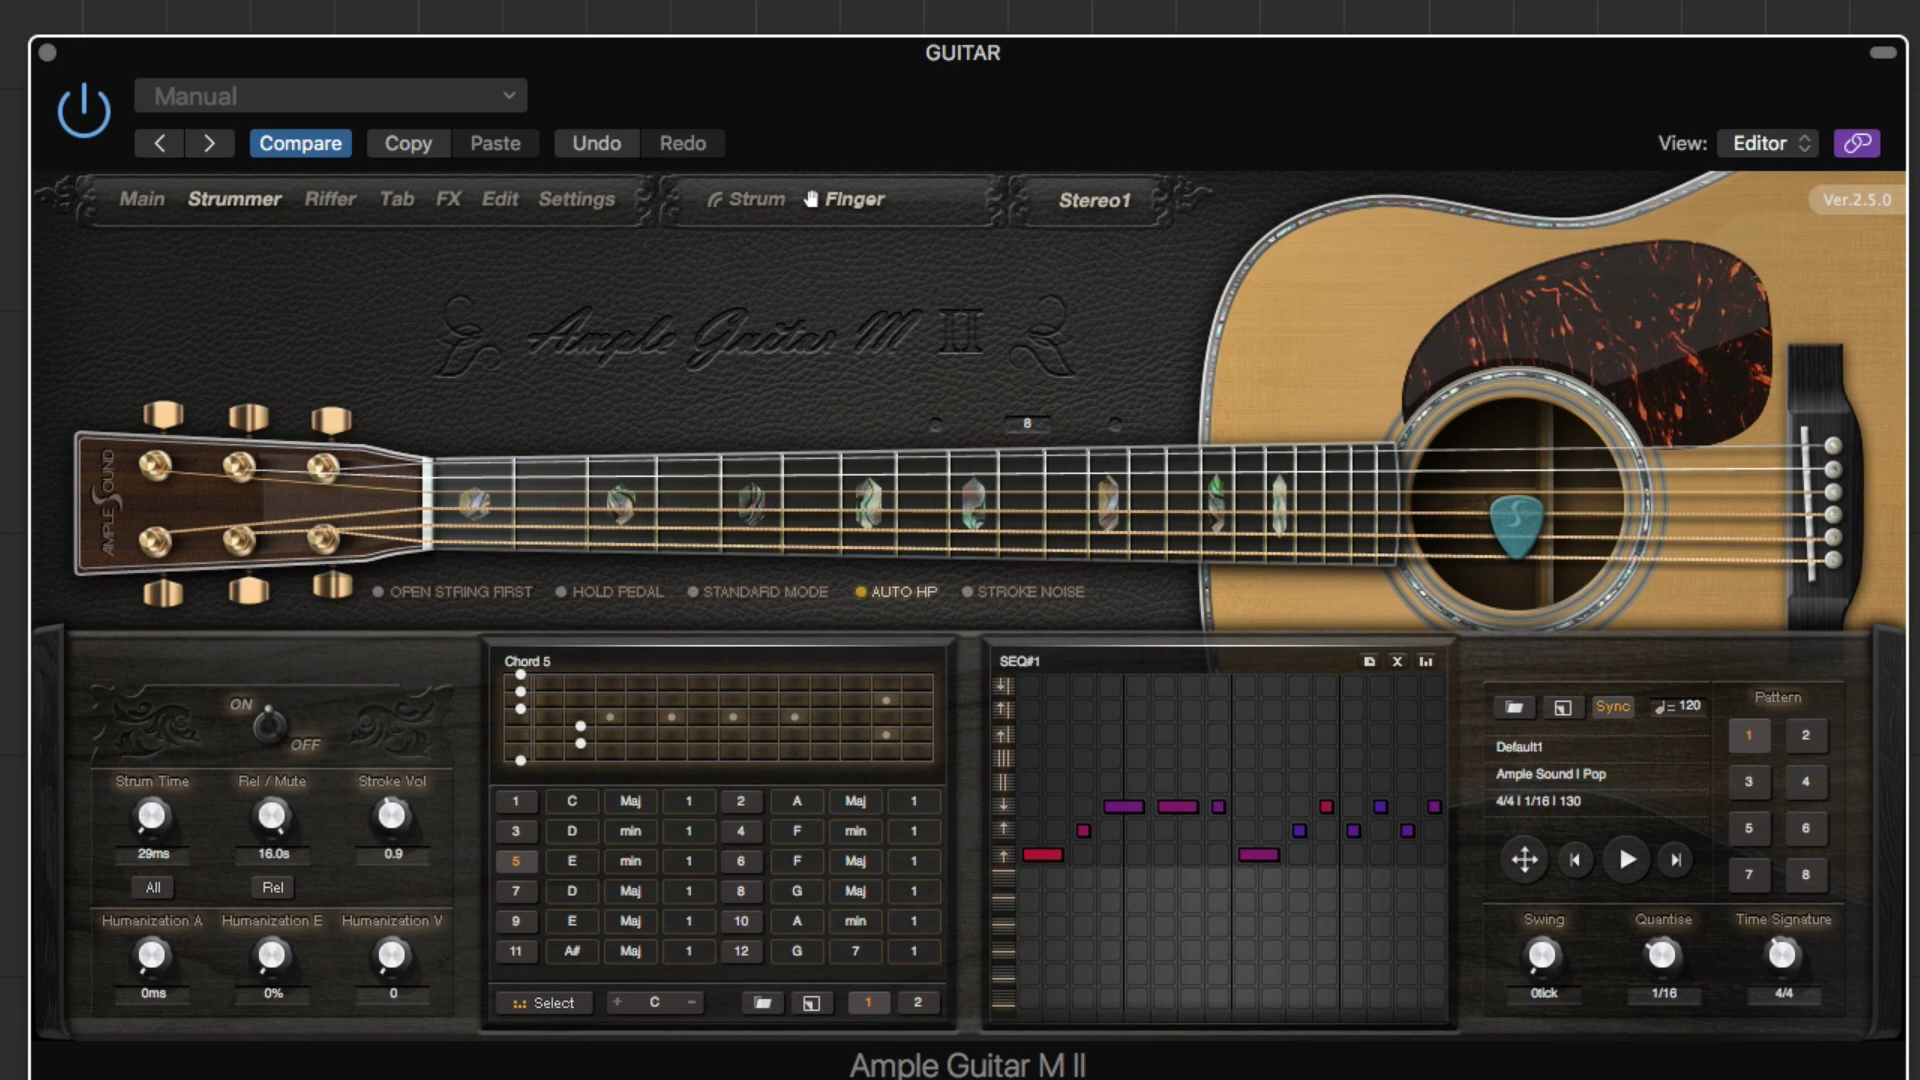 GUITAR
Manual
Compare Copy Paste Undo Redo View: Editor
Main Strummer Riffer Tab FX Edit Settings Strum Finger Stereo1 Ver.2.5.0
Ample Guitar M II
8
AMPLE SOUND
OPEN STRING FIRST HOLD PEDAL STANDARD MODE AUTO HP STROKE NOISE
ON
OFF
Strum Time Rel / Mute Stroke Vol
29ms 16.0s 0.9
All Rel
Humanization A Humanization E Humanization V
0ms 0% 0
Chord 5
1 C Maj 1 2 A Maj 1
3 D min 1 4 F min 1
5 E min 1 6 F Maj 1
7 D Maj 1 8 G Maj 1
9 E Maj 1 10 A min 1
11 A# Maj 1 12 G 7 1
Select + C - 1 2
SEQ#1 X
Sync = 120
Default1
Ample Sound | Pop
4/4 | 1/16 | 130
Pattern
1 2
3 4
5 6
7 8
Swing Quantise Time Signature
0tick 1/16 4/4
Ample Guitar M II